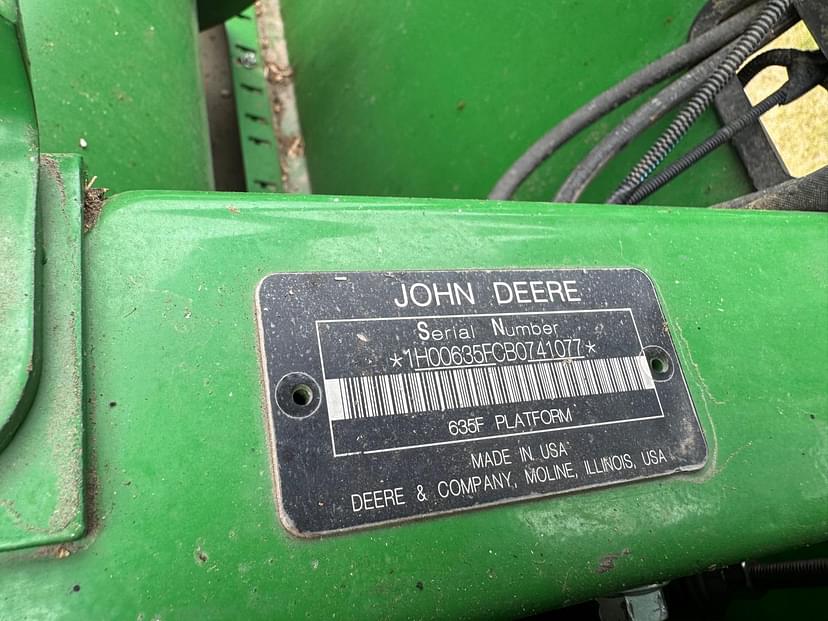 JOHN DEERE
Serial Number
*1H00635FCB0741077*
635F PLATFORM
MADE IN USA
DEERE & COMPANY, MOLINE, ILLINOIS, USA